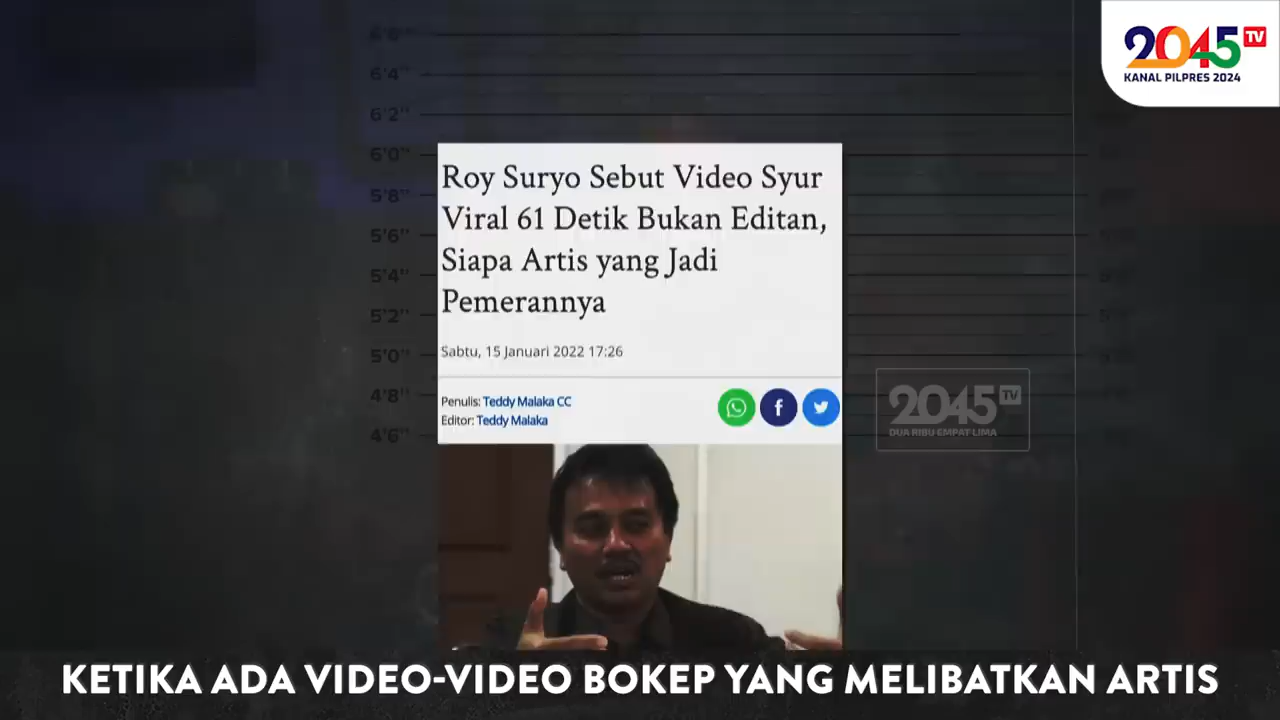 2045 TV
KANAL PILPRES 2024
6'4"
6'2"
6'0"
5'8"
5'6"
5'4"
5'2"
5'0"
4'8"
4'6"
Roy Suryo Sebut Video Syur
Viral 61 Detik Bukan Editan,
Siapa Artis yang Jadi
Pemerannya
Sabtu, 15 Januari 2022 17:26
Penulis: Teddy Malaka CC
Editor: Teddy Malaka
2045 TV
DUA RIBU EMPAT LIMA
KETIKA ADA VIDEO-VIDEO BOKEP YANG MELIBATKAN ARTIS